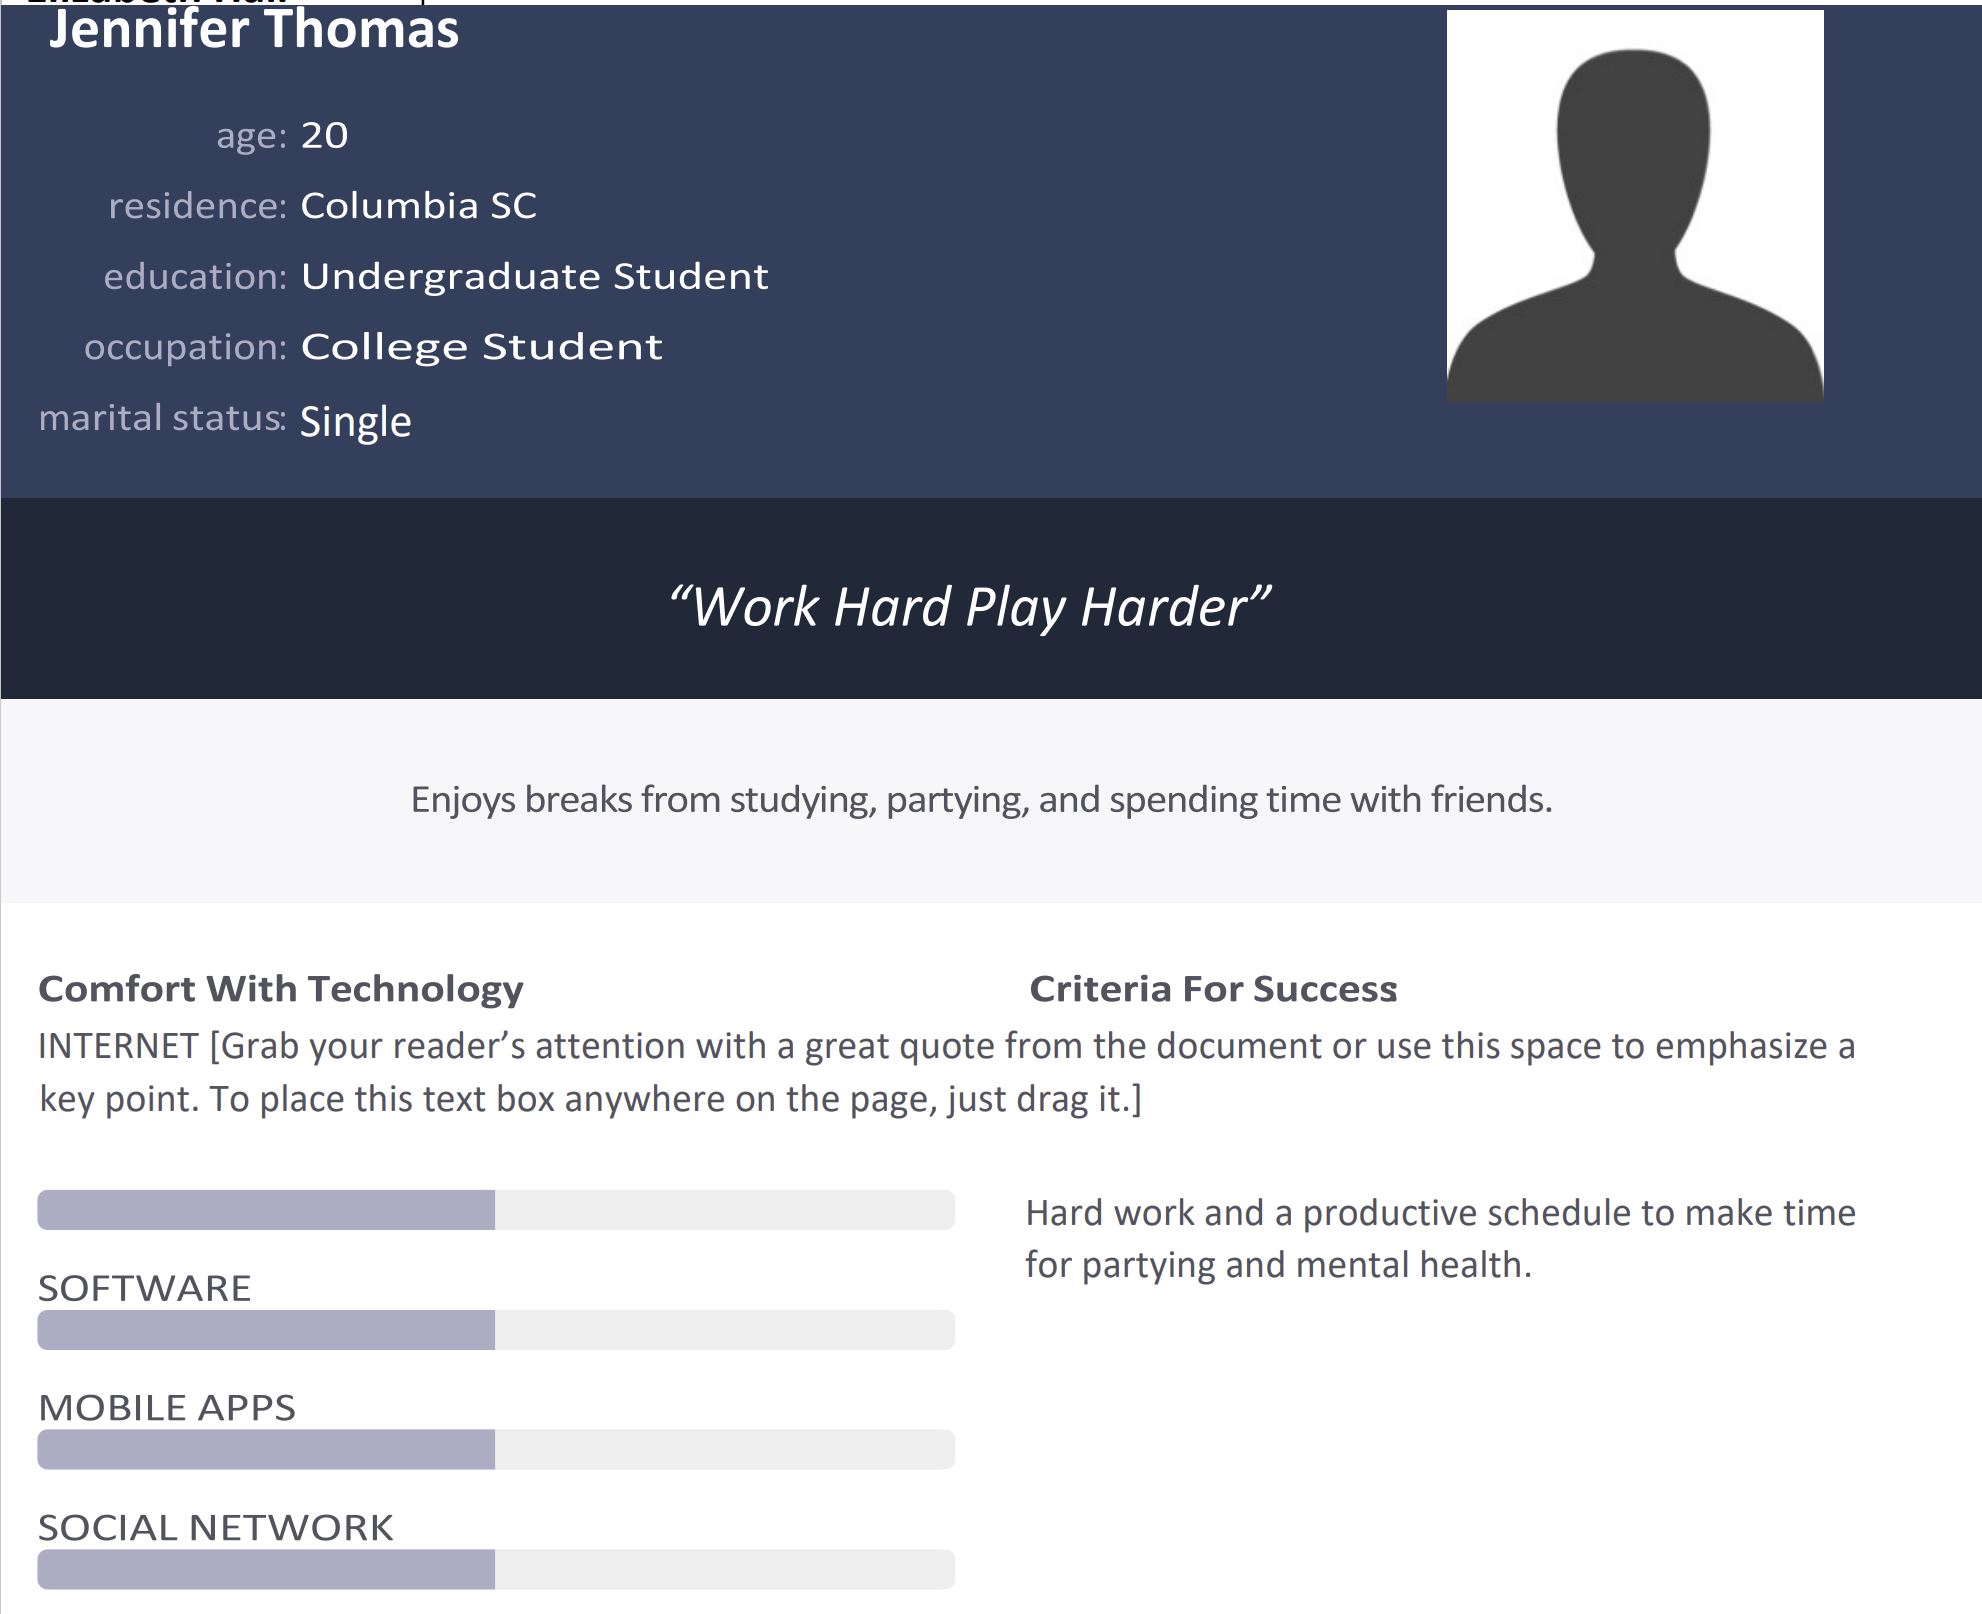 Jennifer Thomas
age: 20
residence: Columbia SC
education: Undergraduate Student
occupation: College Student
marital status: Single
“Work Hard Play Harder”
Enjoys breaks from studying, partying, and spending time with friends.
Comfort With Technology
Criteria For Success
INTERNET [Grab your reader’s attention with a great quote from the document or use this space to emphasize a
key point. To place this text box anywhere on the page, just drag it.]
Hard work and a productive schedule to make time
for partying and mental health.
SOFTWARE
MOBILE APPS
SOCIAL NETWORK